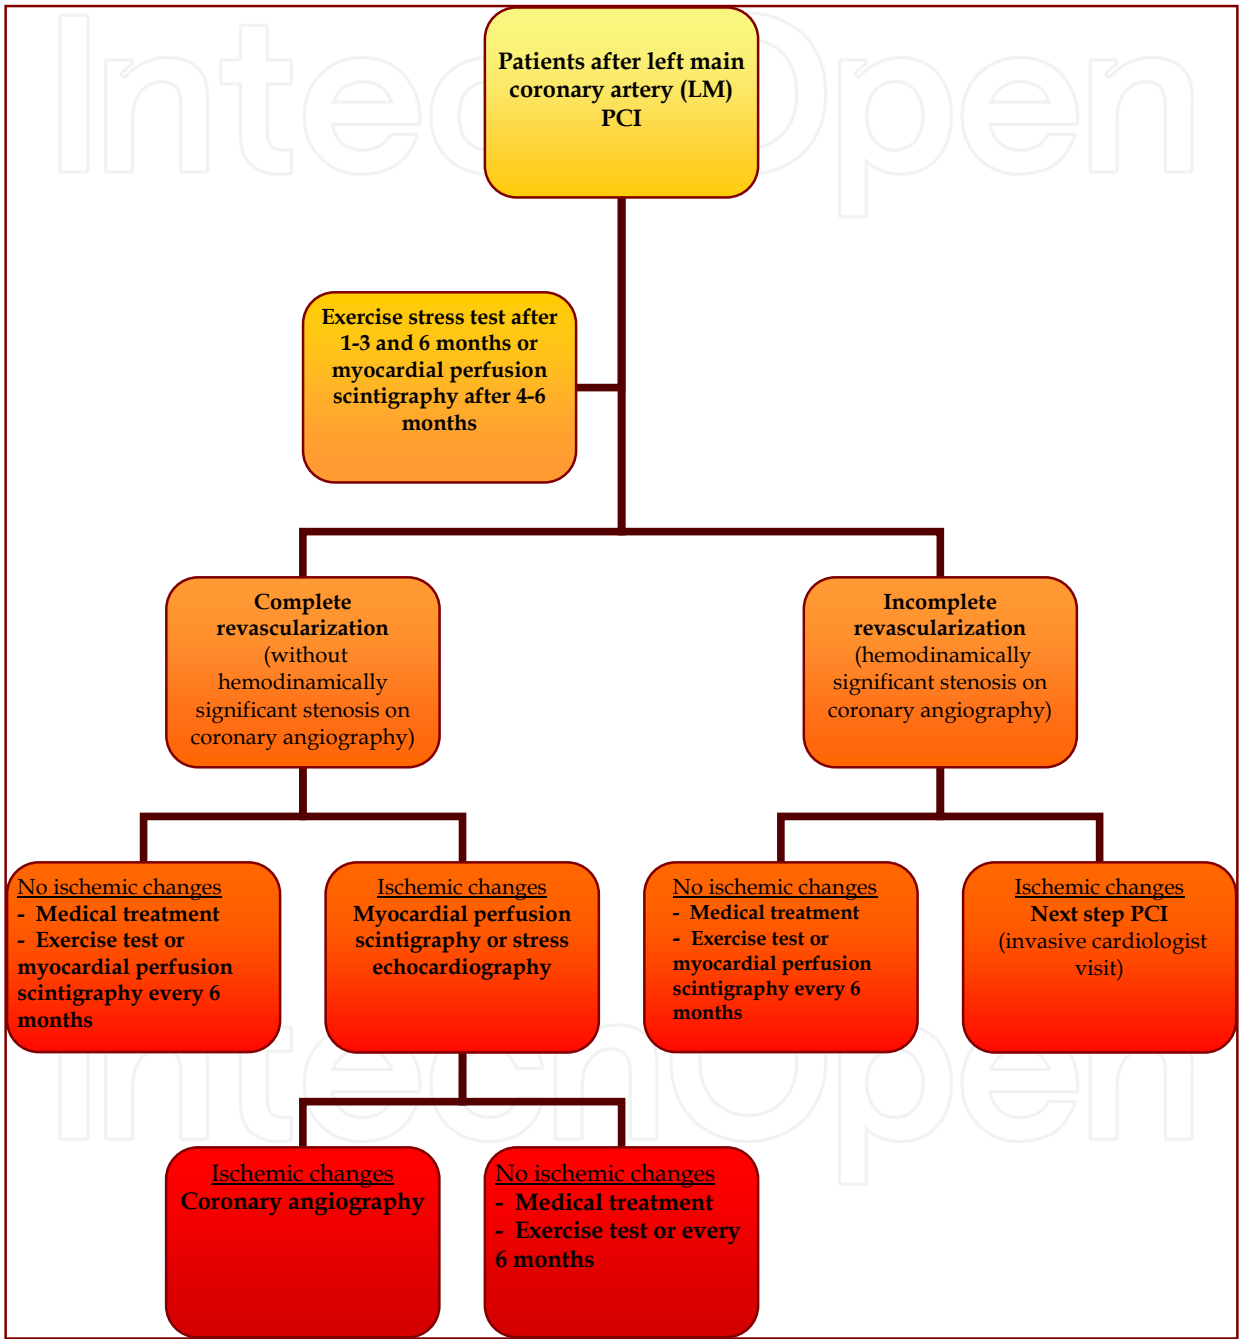 IntechOpen
Patients after left main
coronary artery (LM)
PCI
Exercise stress test after
1-3 and 6 months or
myocardial perfusion
scintigraphy after 4-6
months
Complete
revascularization
(without
hemodinamically
significant stenosis on
coronary angiography)
Incomplete
revascularization
(hemodinamically
significant stenosis on
coronary angiography)
No ischemic changes
- Medical treatment
- Exercise test or
myocardial perfusion
scintigraphy every 6
months
Ischemic changes
Myocardial perfusion
scintigraphy or stress
echocardiography
No ischemic changes
- Medical treatment
- Exercise test or
myocardial perfusion
scintigraphy every 6
months
Ischemic changes
Next step PCI
(invasive cardiologist
visit)
IntechOpen
Ischemic changes
Coronary angiography
No ischemic changes
- Medical treatment
- Exercise test or every
6 months